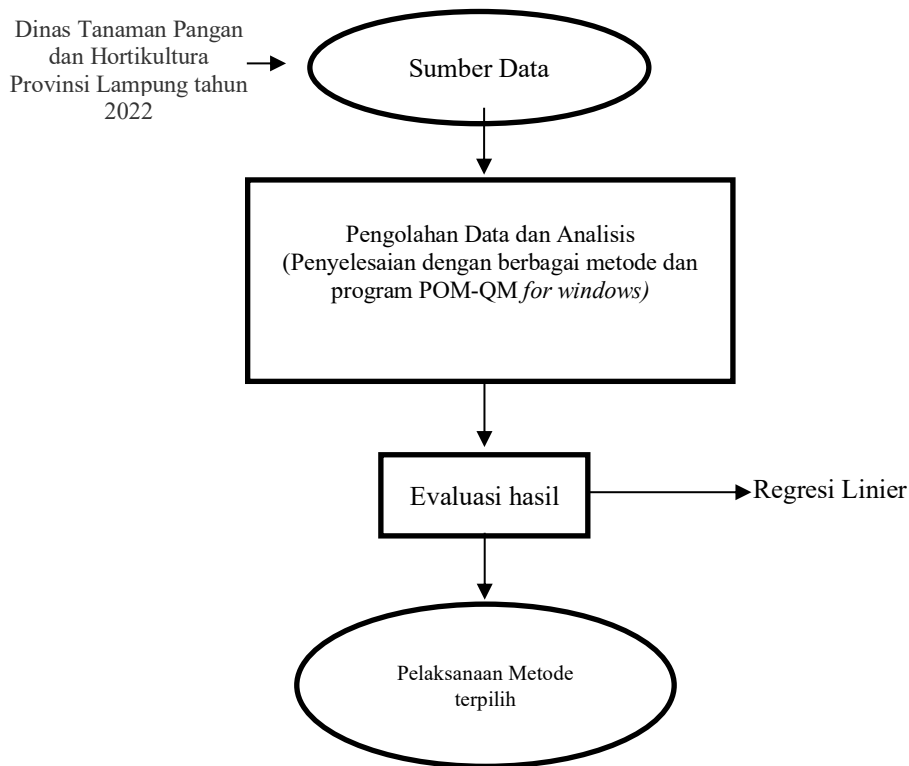 Dinas Tanaman Pangan
dan Hortikultura
Provinsi Lampung tahun
2022
Sumber Data
Pengolahan Data dan Analisis
(Penyelesaian dengan berbagai metode dan
program POM-QM for windows)
Evaluasi hasil
Regresi Linier
Pelaksanaan Metode
terpilih